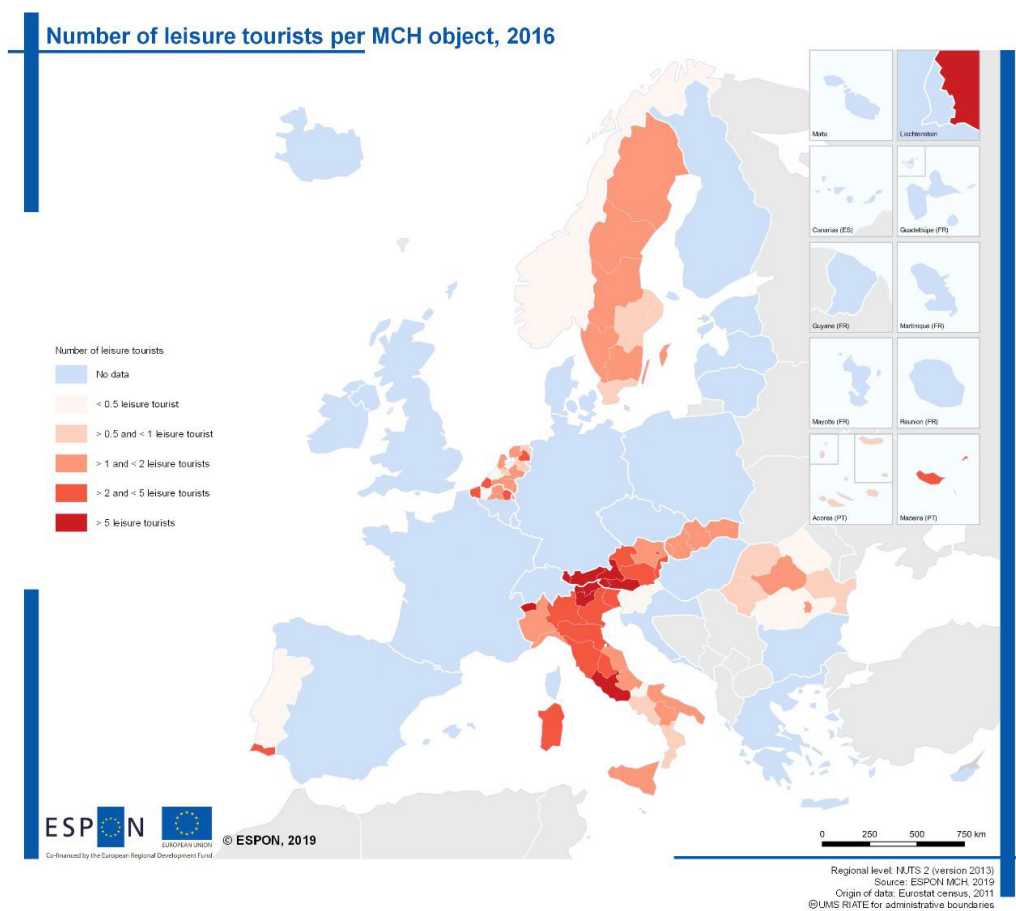 Number of leisure tourists per MCH object, 2016
Malta
Liechtenstein
Canarias (ES)
Guadeloupe (FR)
Guyane (FR)
Martinique (FR)
Mayotte (FR)
Reunion (FR)
Acores (PT)
Madeira (PT)
Number of leisure tourists
No data
< 0.5 leisure tourist
> 0.5 and < 1 leisure tourist
> 1 and < 2 leisure tourists
> 2 and < 5 leisure tourists
> 5 leisure tourists
ESPON
EUROPEAN UNION
Co-financed by the European Regional Development Fund
© ESPON, 2019
0 250 500 750 km
Regional level: NUTS 2 (version 2013)
Source: ESPON MCH, 2019
Origin of data: Eurostat census, 2011
©UMS RIATE for administrative boundaries